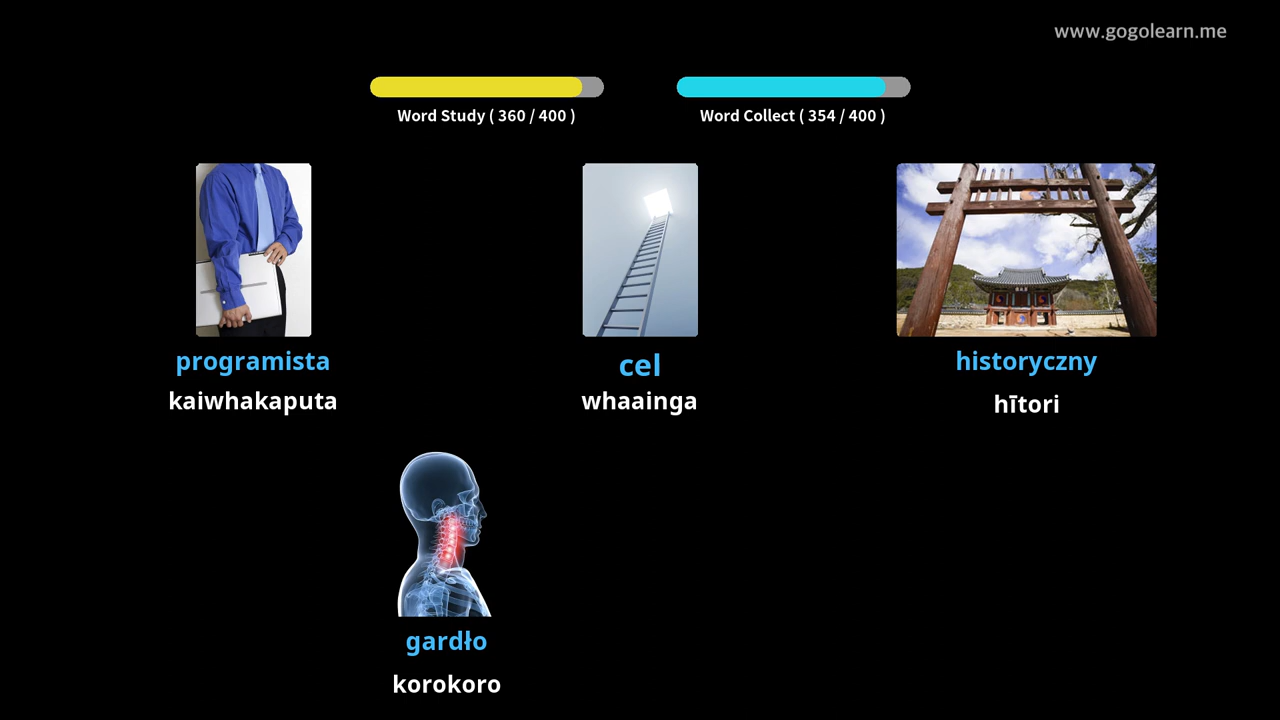 www.gogolearn.me
Word Study ( 360 / 400 )
Word Collect ( 354 / 400 )
programista
cel
historyczny
kaiwhakaputa
whaainga
hītori
gardło
korokoro